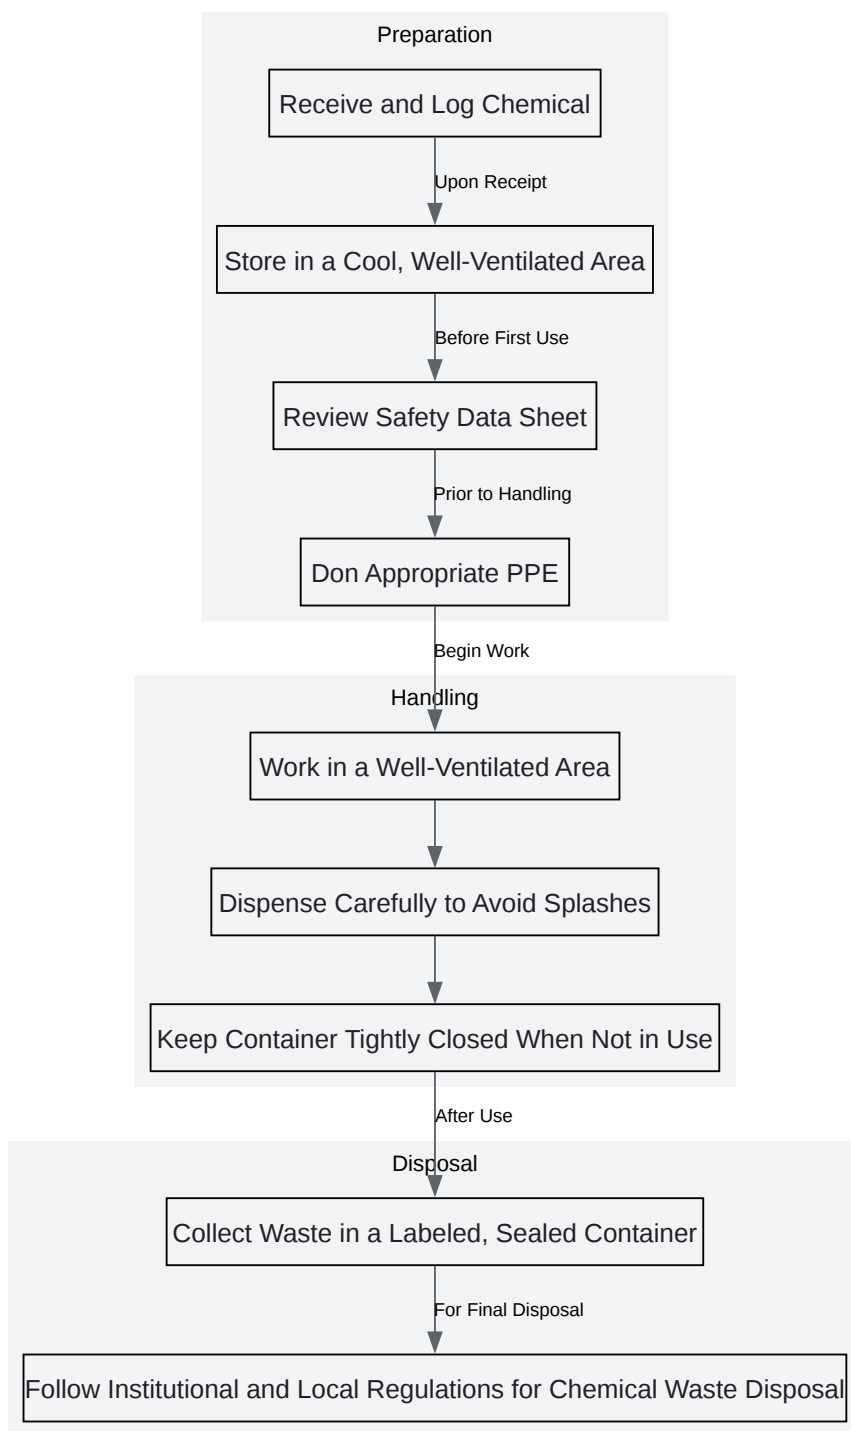 Preparation
Receive and Log Chemical
Upon Receipt
Store in a Cool, Well-Ventilated Area
Before First Use
Review Safety Data Sheet
Prior to Handling
Don Appropriate PPE
Begin Work
Handling
Work in a Well-Ventilated Area
Dispense Carefully to Avoid Splashes
Keep Container Tightly Closed When Not in Use
After Use
Disposal
Collect Waste in a Labeled, Sealed Container
For Final Disposal
Follow Institutional and Local Regulations for Chemical Waste Disposal